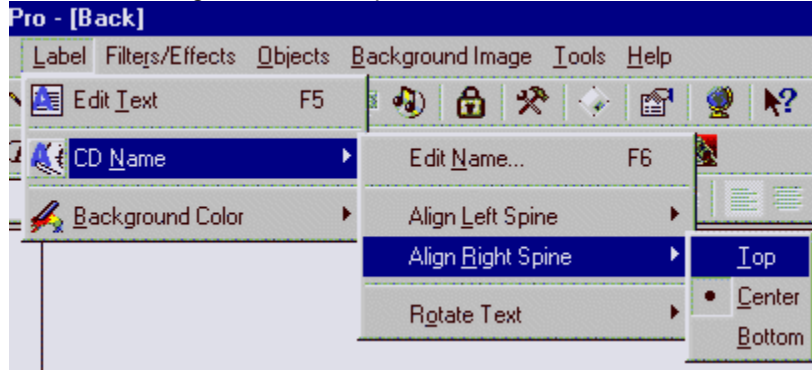 Pro - [Back]
Label Filters/Effects Objects Background Image Tools Help
Edit Text F5
CD Name
Edit Name... F6
Background Color
Align Left Spine
Align Right Spine
Top
Center
Rotate Text
Bottom